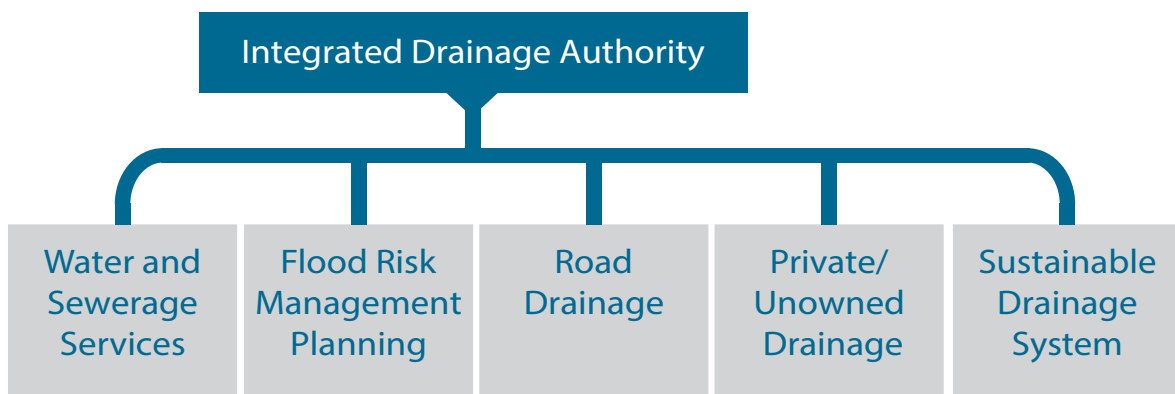 Integrated Drainage Authority
Water and
Sewerage
Services
Flood Risk
Management
Planning
Road
Drainage
Private/
Unowned
Drainage
Sustainable
Drainage
System